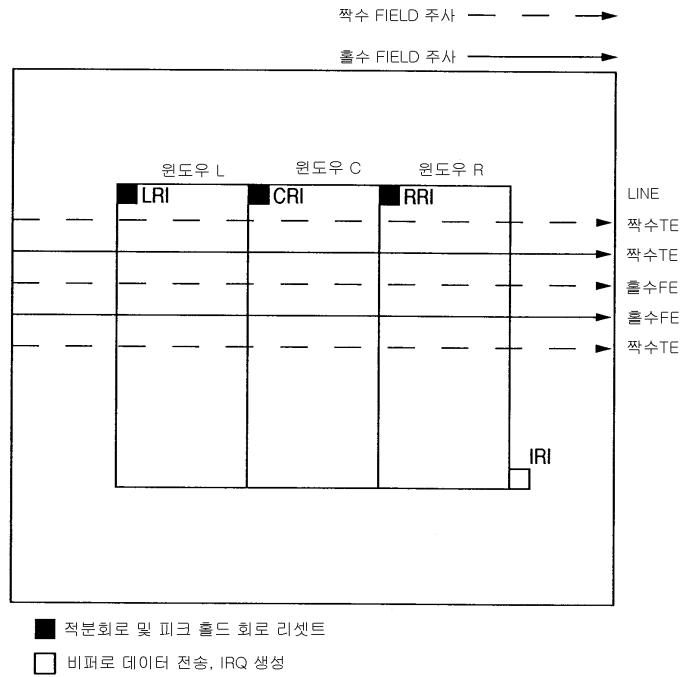 짝수 FIELD 주사
홀수 FIELD 주사
윈도우 L
윈도우 C
윈도우 R
LRI
CRI
RRI
LINE
짝수TE
짝수TE
홀수FE
홀수FE
짝수TE
IRI
적분회로 및 피크 홀드 회로 리셋트
비퍼로 데이터 전송, IRQ 생성